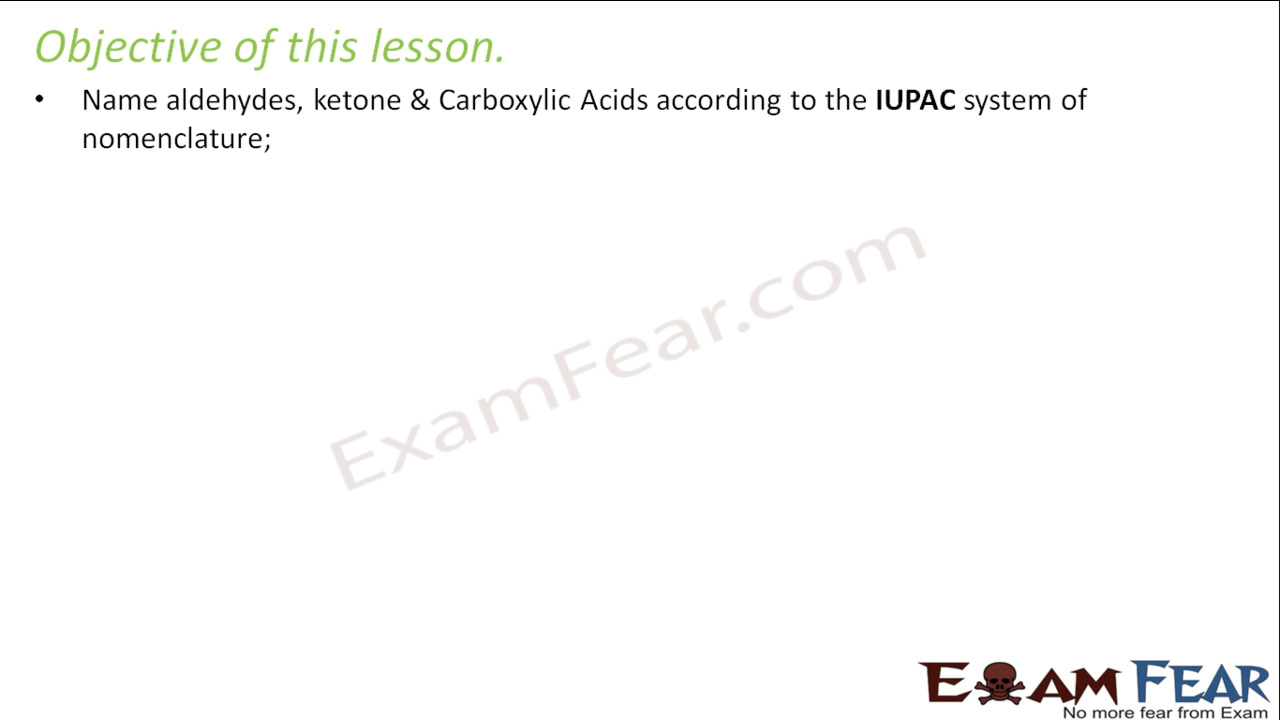 Objective of this lesson.
• Name aldehydes, ketone & Carboxylic Acids according to the IUPAC system of
nomenclature;
ExamFear.com
EXAM FEAR
No more fear from Exam